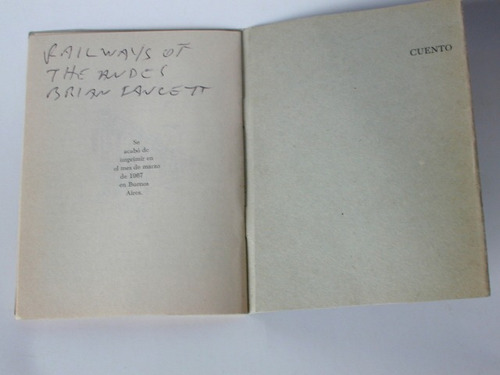 RAILWAYS OF
THE ANDES
BRIAN FAWCETT
Se
acabó de
imprimir en
el mes de marzo
de 1967
en Buenos
Aires.
CUENTO